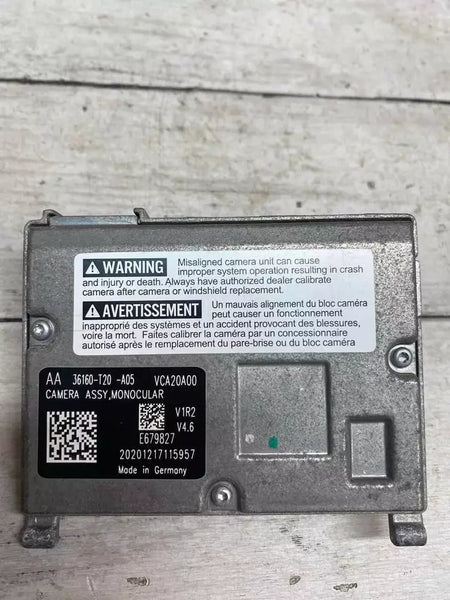 WARNING Misaligned camera unit can cause
improper system operation resulting in crash
and injury or death. Always have authorized dealer calibrate
camera after camera or windshield replacement.
AVERTISSEMENT Un mauvais alignement du bloc caméra
peut causer un fonctionnement
inapproprié des systèmes et un accident provocant des blessures,
voire la mort. Faites calibrer la caméra par un concessionnaire
autorisé après le remplacement du pare-brise ou du bloc caméra
AA 36160-T20 -A05 VCA20A00
CAMERA ASSY,MONOCULAR
V1R2
V4.6
E679827
20201217115957
Made in Germany